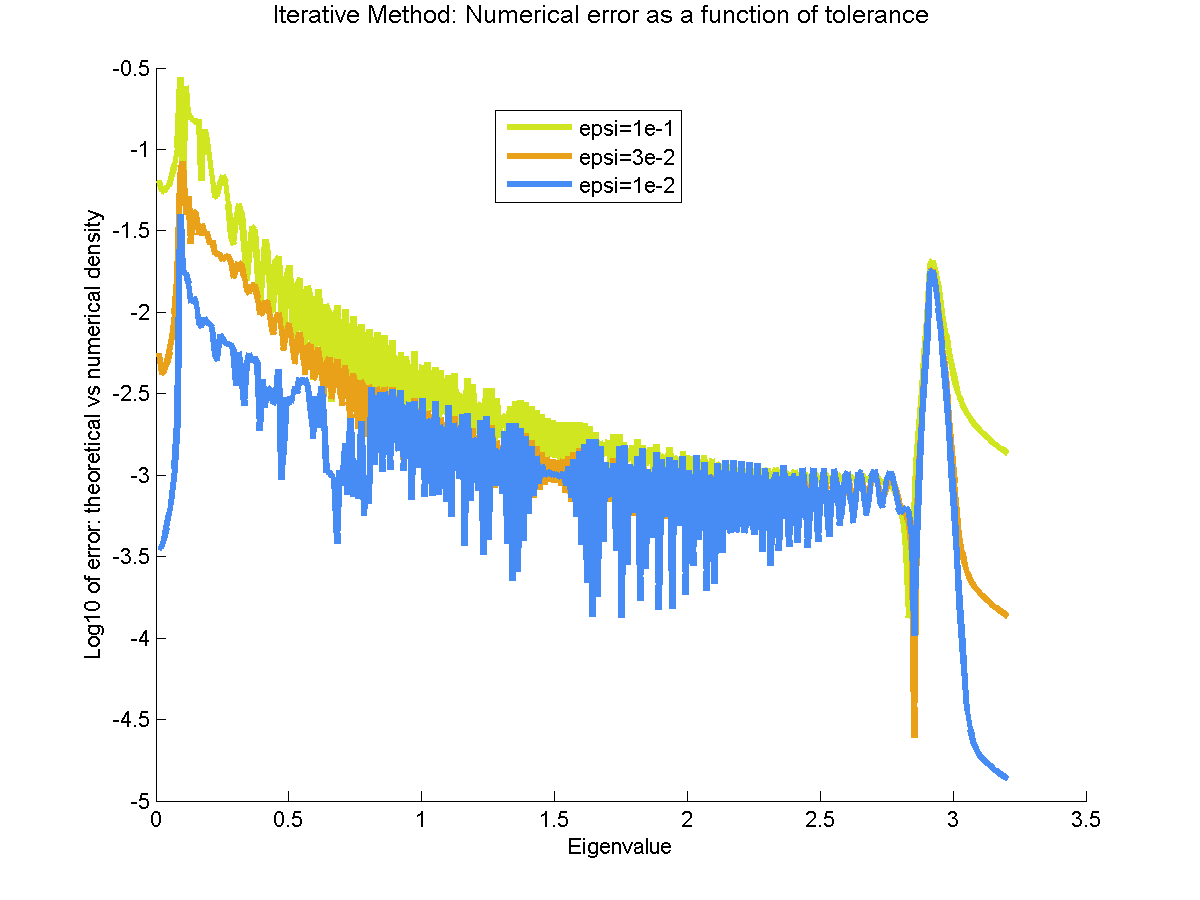 Iterative Method: Numerical error as a function of tolerance
-0.5
-1
-1.5
-2
-2.5
-3
-3.5
-4
-4.5
-5
Log10 of error: theoretical vs numerical density
epsi=1e-1
epsi=3e-2
epsi=1e-2
0 0.5 1 1.5 2 2.5 3 3.5
Eigenvalue